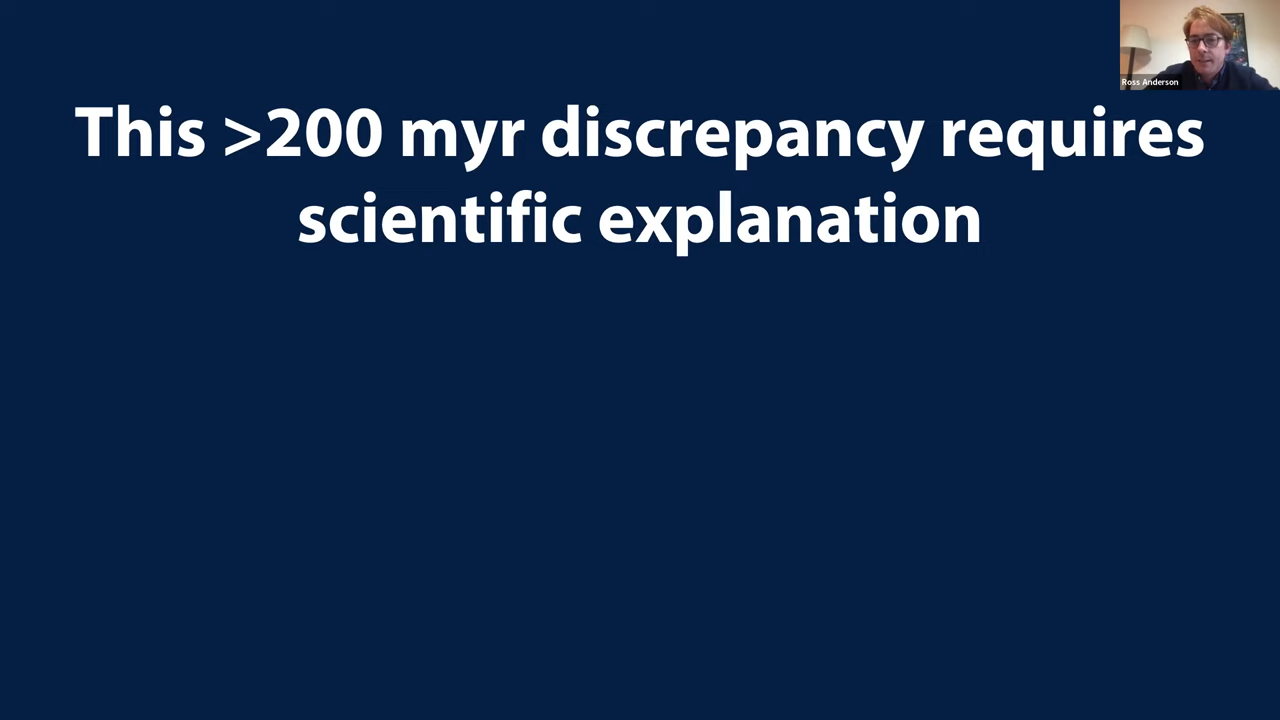 Ross Anderson
This >200 myr discrepancy requires
scientific explanation